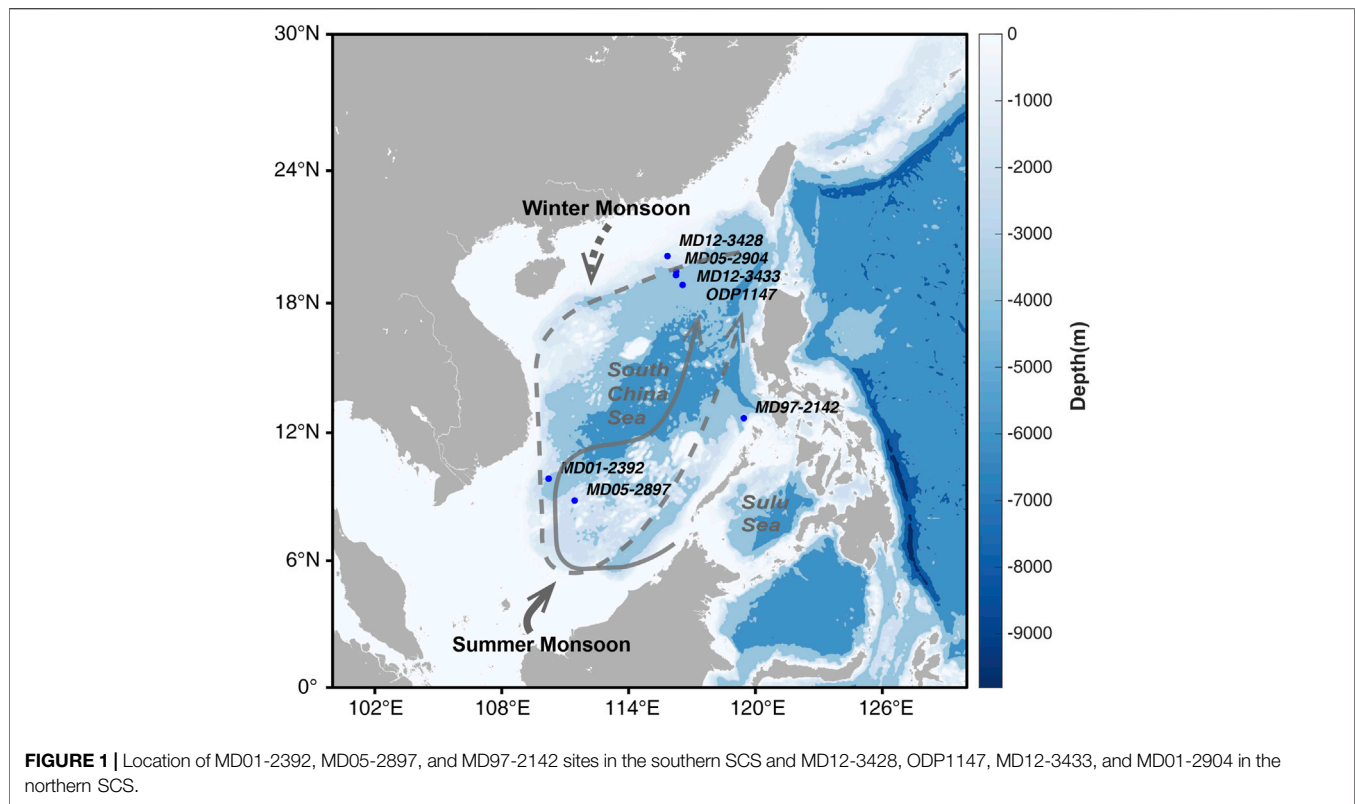 30°N
24°N
18°N
12°N
6°N
0°
102°E
108°E
114°E
120°E
126°E
Winter Monsoon
MD12-3428
MD05-2904
MD12-3433
ODP1147
South
China
Sea
MD97-2142
MD01-2392
MD05-2897
Sulu
Sea
Summer Monsoon
0
-1000
-2000
-3000
-4000
-5000
-6000
-7000
-8000
-9000
Depth(m)
FIGURE 1 | Location of MD01-2392, MD05-2897, and MD97-2142 sites in the southern SCS and MD12-3428, ODP1147, MD12-3433, and MD01-2904 in the
northern SCS.